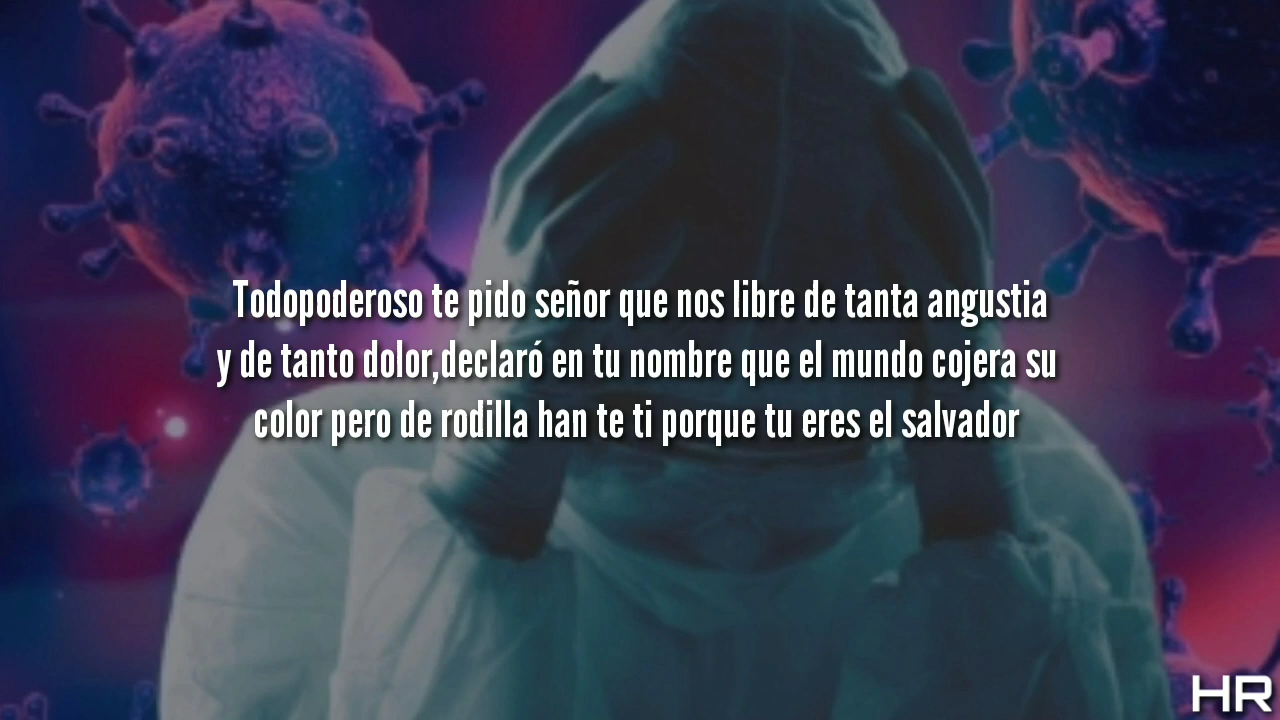 Todopoderoso te pido señor que nos libre de tanta angustia
y de tanto dolor,declaró en tu nombre que el mundo cojera su
color pero de rodilla han te ti porque tu eres el salvador
HR